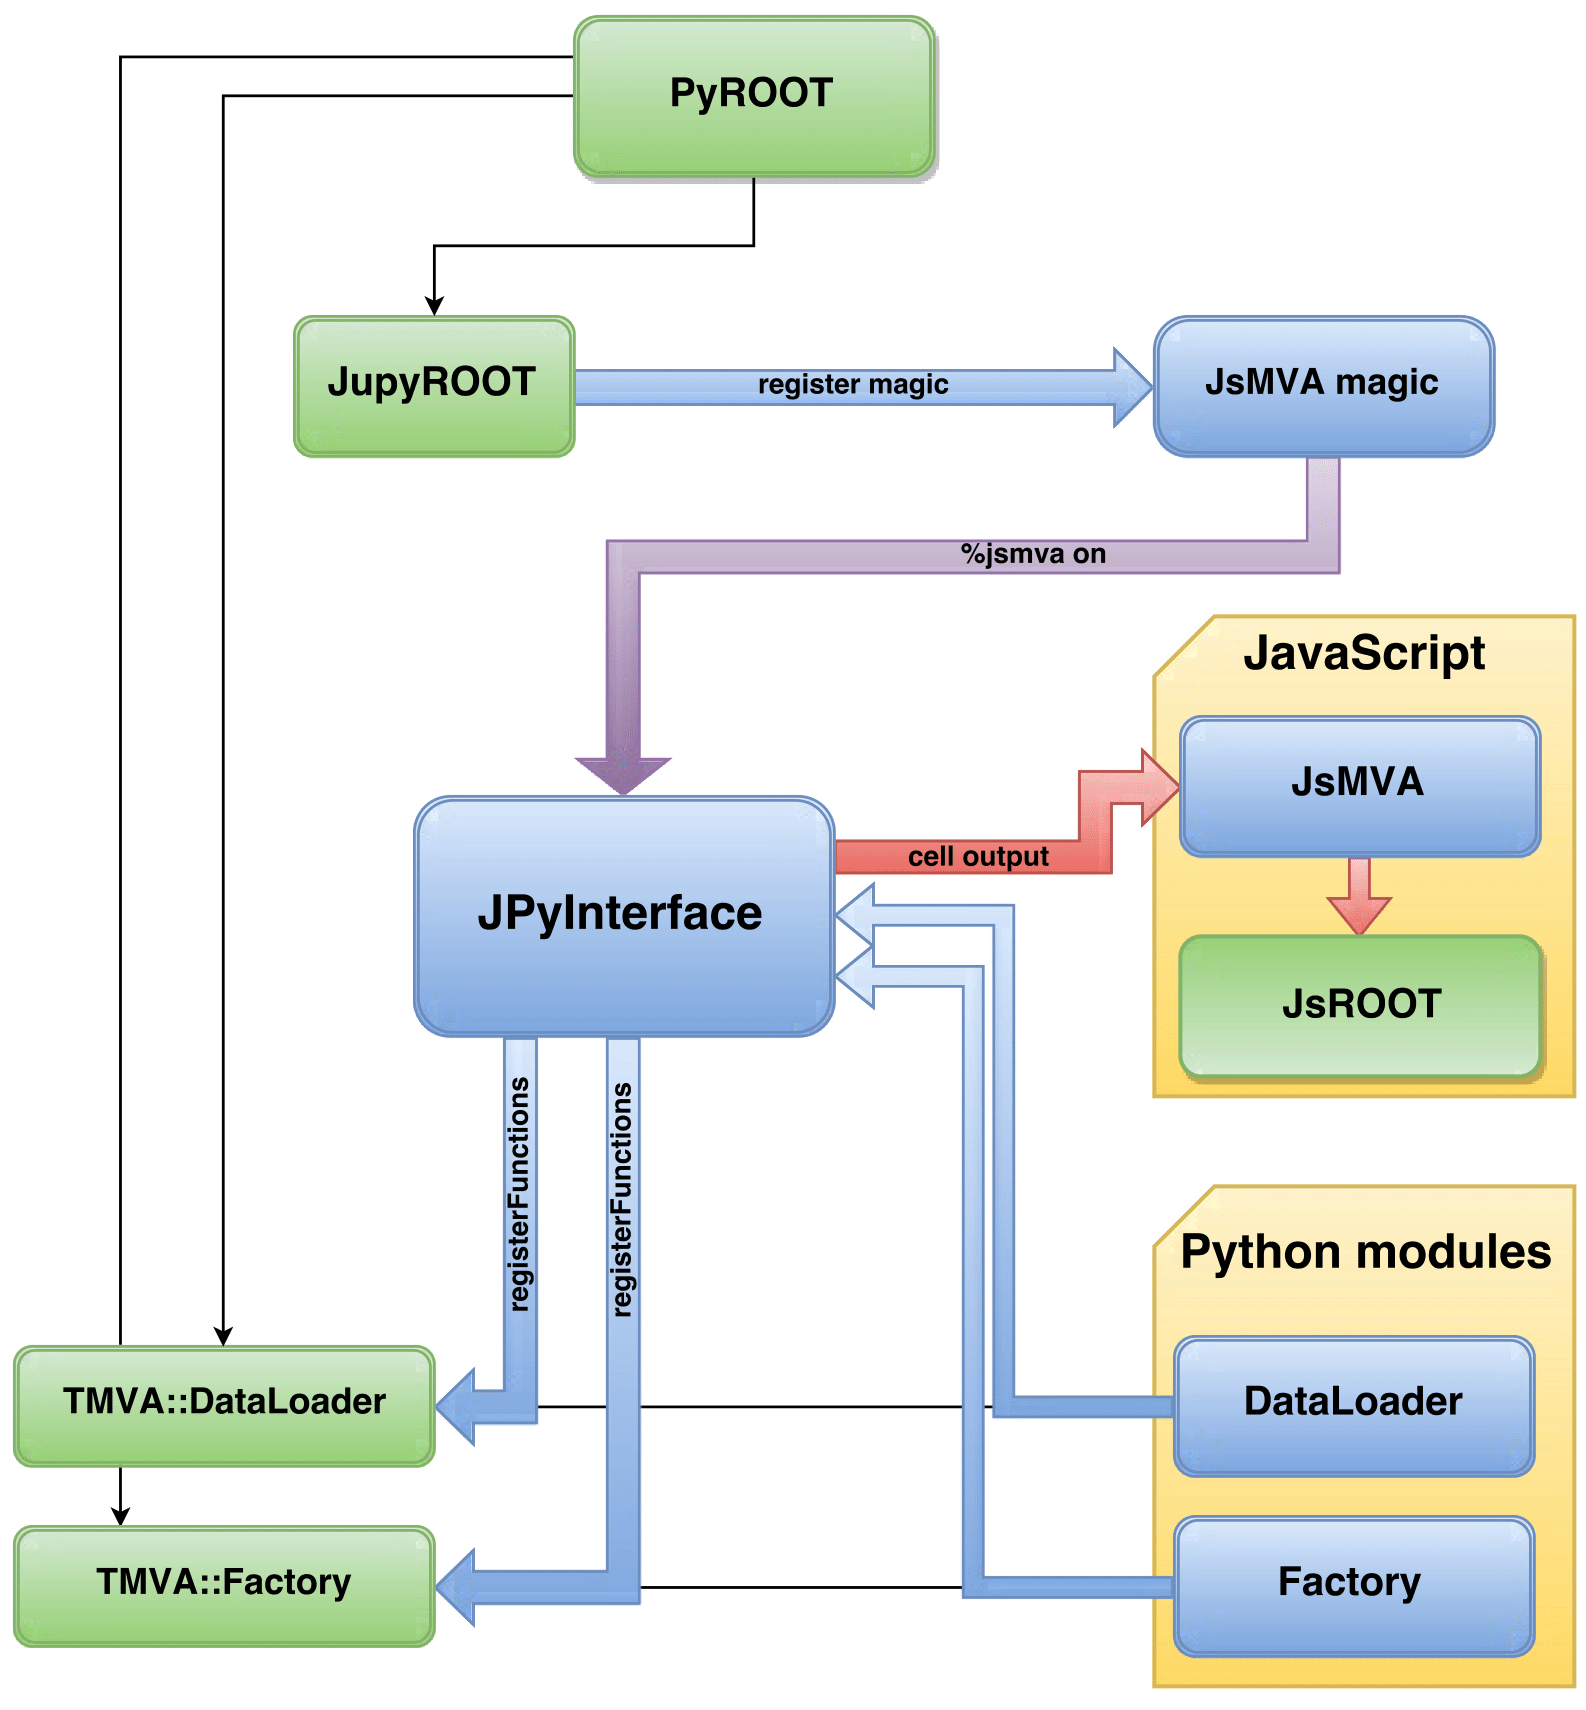 PyROOT
JupyROOT
register magic
JsMVA magic
%jsmva on
JavaScript
JsMVA
cell output
JPyInterface
JsROOT
registerFunctions
registerFunctions
Python modules
TMVA::DataLoader
DataLoader
TMVA::Factory
Factory